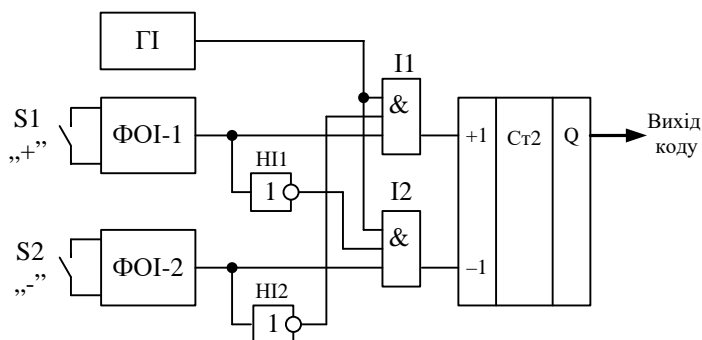 ГІ
І1
S1
„+”
ФОІ-1
&
+1
Ст2
Q
Вихід
коду
НІ1
1
І2
S2
„-”
ФОІ-2
&
–1
НІ2
1